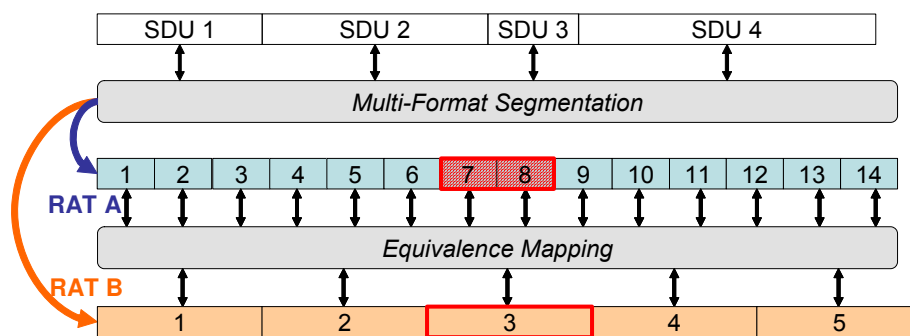 SDU 1 SDU 2 SDU 3 SDU 4
Multi-Format Segmentation
1 2 3 4 5 6 7 8 9 10 11 12 13 14
RAT A
Equivalence Mapping
RAT B
1 2 3 4 5